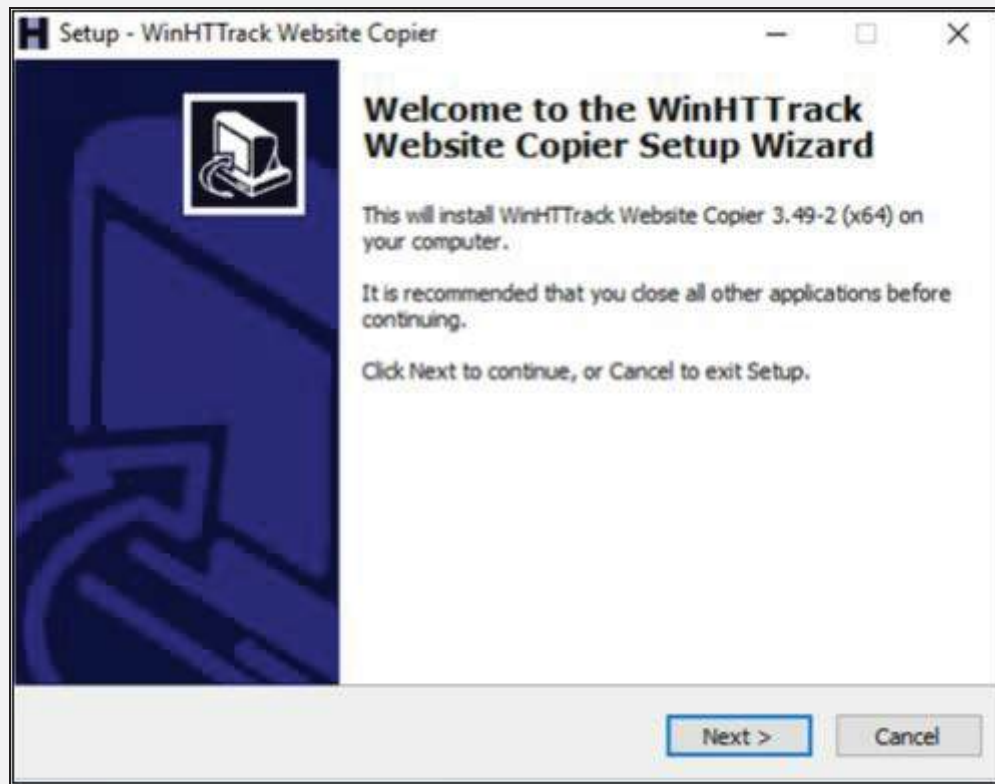 Setup - WinHTTrack Website Copier
Welcome to the WinHTTrack
Website Copier Setup Wizard
This will install WinHTTrack Website Copier 3.49-2 (x64) on
your computer.
It is recommended that you close all other applications before
continuing.
Click Next to continue, or Cancel to exit Setup.
Next >
Cancel